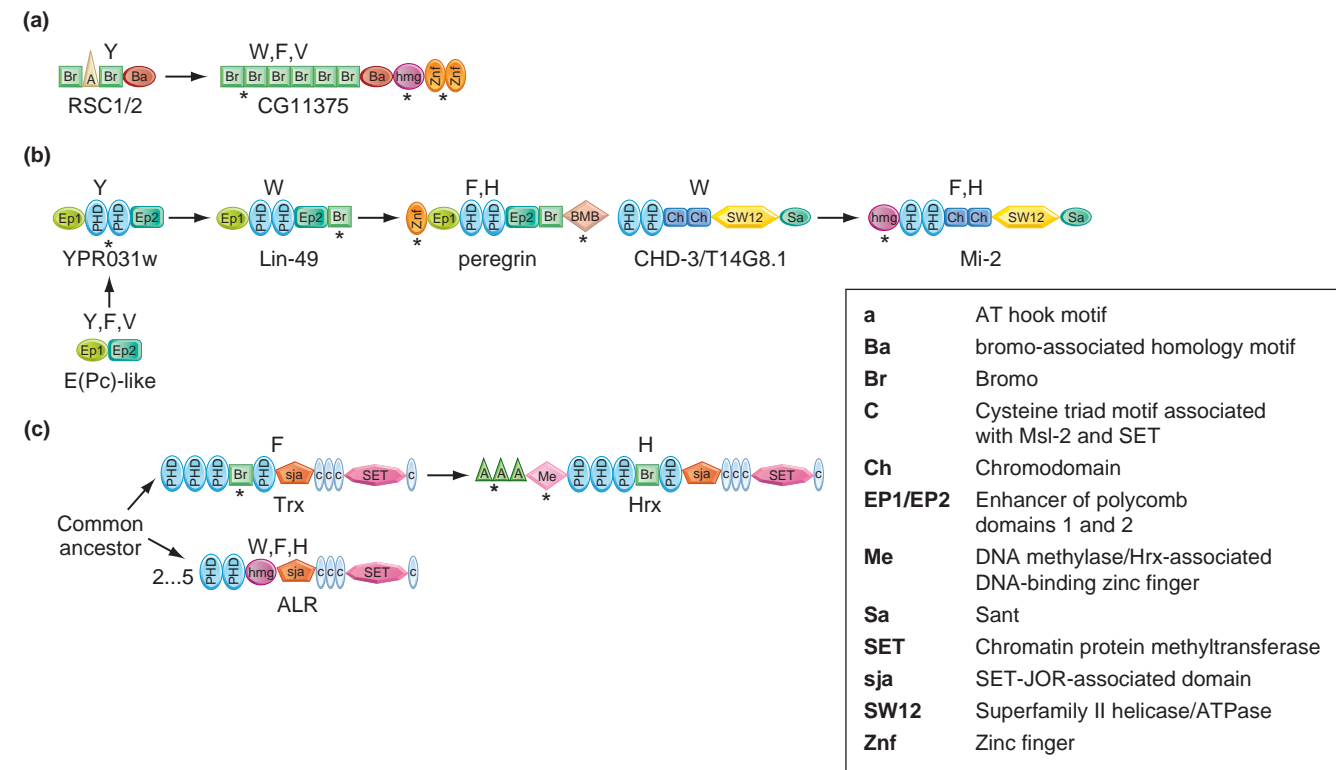 (a)
Y
W,F,V
Br A Br Ba
Br Br Br Br Br Br Ba hmg Znf Znf
* * *
RSC1/2 CG11375
(b)
Y W F,H W F,H
Ep1 PHD PHD Ep2
Ep1 PHD PHD Ep2 Br
Znf Ep1 PHD PHD Ep2 Br BMB
PHD PHD Ch Ch SW12 Sa
hmg PHD PHD Ch Ch SW12 Sa
* * * * *
YPR031w Lin-49 peregrin CHD-3/T14G8.1 Mi-2
Y,F,V
Ep1 Ep2
E(Pc)-like
(c)
F H
PHD PHD PHD Br PHD sja c c c SET c
A A A Me PHD PHD PHD Br PHD sja c c c SET c
* * *
Trx Hrx
Common
ancestor
W,F,H
2...5 PHD PHD hmg sja c c c SET c
ALR
a AT hook motif
Ba bromo-associated homology motif
Br Bromo
C Cysteine triad motif associated
with Msl-2 and SET
Ch Chromodomain
EP1/EP2 Enhancer of polycomb
domains 1 and 2
Me DNA methylase/Hrx-associated
DNA-binding zinc finger
Sa Sant
SET Chromatin protein methyltransferase
sja SET-JOR-associated domain
SW12 Superfamily II helicase/ATPase
Znf Zinc finger